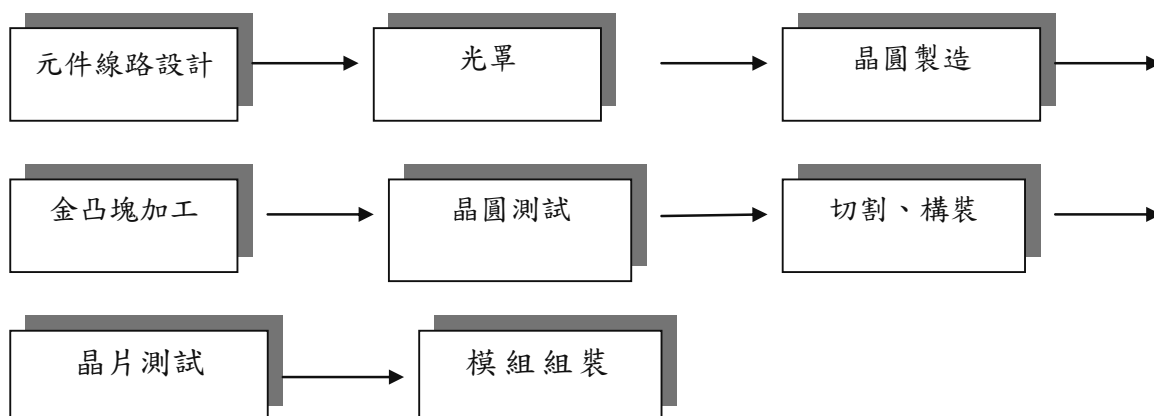 元件線路設計
光罩
晶圓製造
金凸塊加工
晶圓測試
切割、構裝
晶片測試
模組組裝